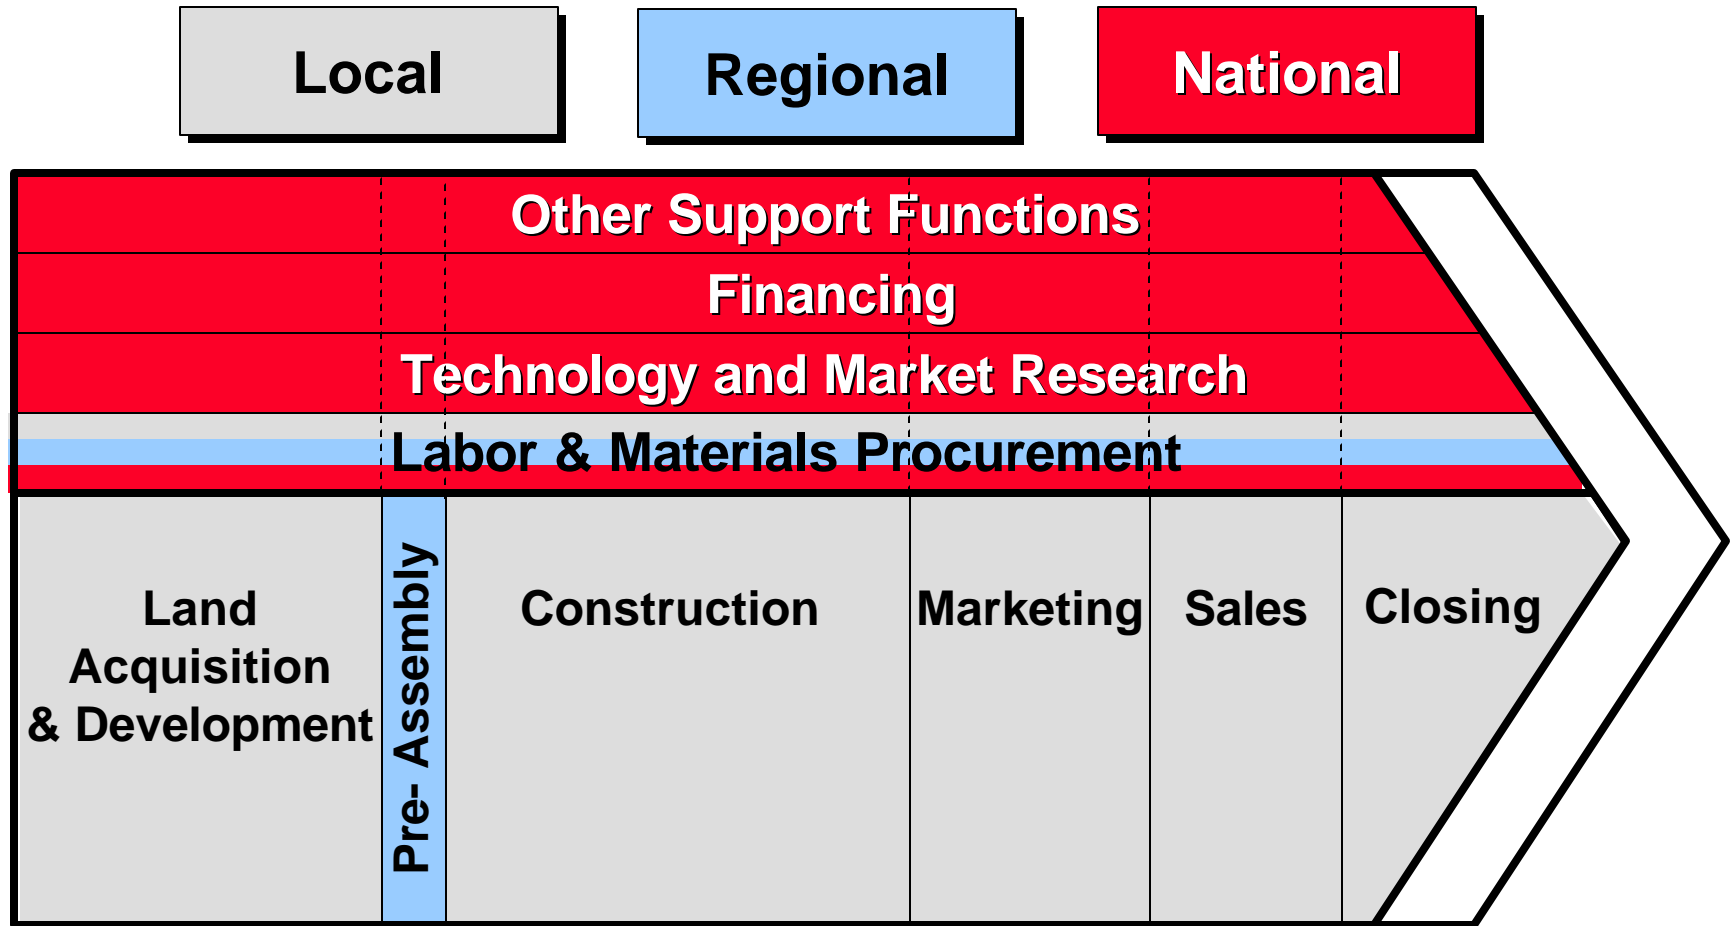 Local
Regional
National
Other Support Functions
Financing
Technology and Market Research
Labor & Materials Procurement
Land
Acquisition
& Development
Pre- Assembly
Construction
Marketing
Sales
Closing